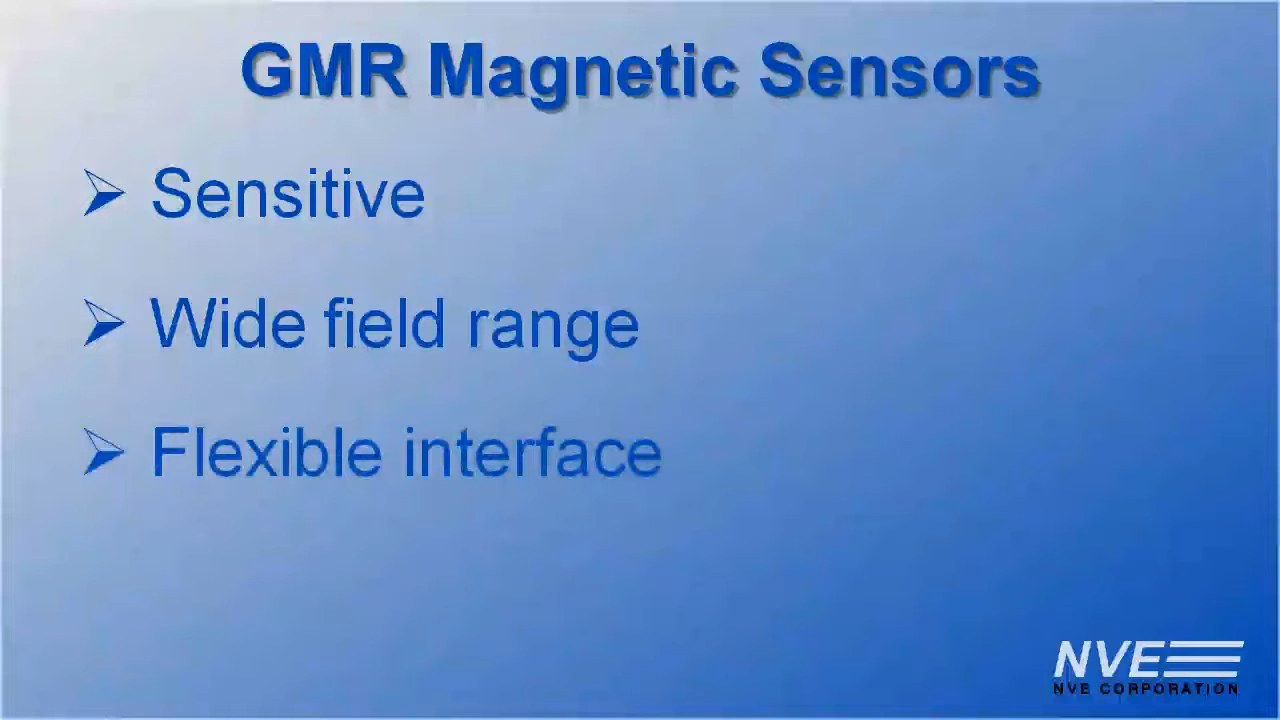 GMR Magnetic Sensors
Sensitive
Wide field range
Flexible interface
NVE
NVE CORPORATION